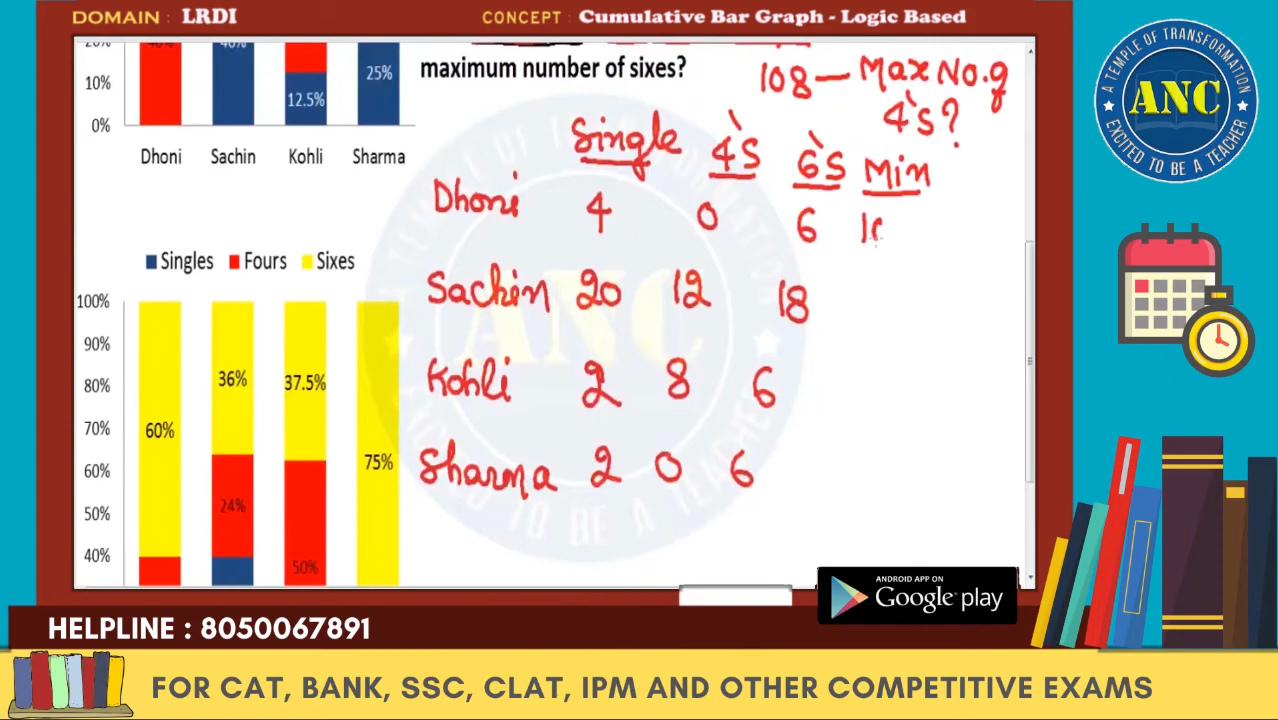 DOMAIN : LRDI
CONCEPT : Cumulative Bar Graph - Logic Based
20%
10%
0%
40%
40%
12.5%
25%
Dhoni Sachin Kohli Sharma
maximum number of sixes?
108 — Max No. of
4's?
Single 4's 6's Min
Dhoni 4 0 6 10
Sachin 20 12 18
Kohli 2 8 6
Sharma 2 0 6
Singles Fours Sixes
100%
90%
80%
70%
60%
50%
40%
60%
36%
24%
37.5%
50%
75%
A TEMPLE OF TRANSFORMATION
ANC
EXCITED TO BE A TEACHER
ANDROID APP ON
Google play
HELPLINE : 8050067891
FOR CAT, BANK, SSC, CLAT, IPM AND OTHER COMPETITIVE EXAMS